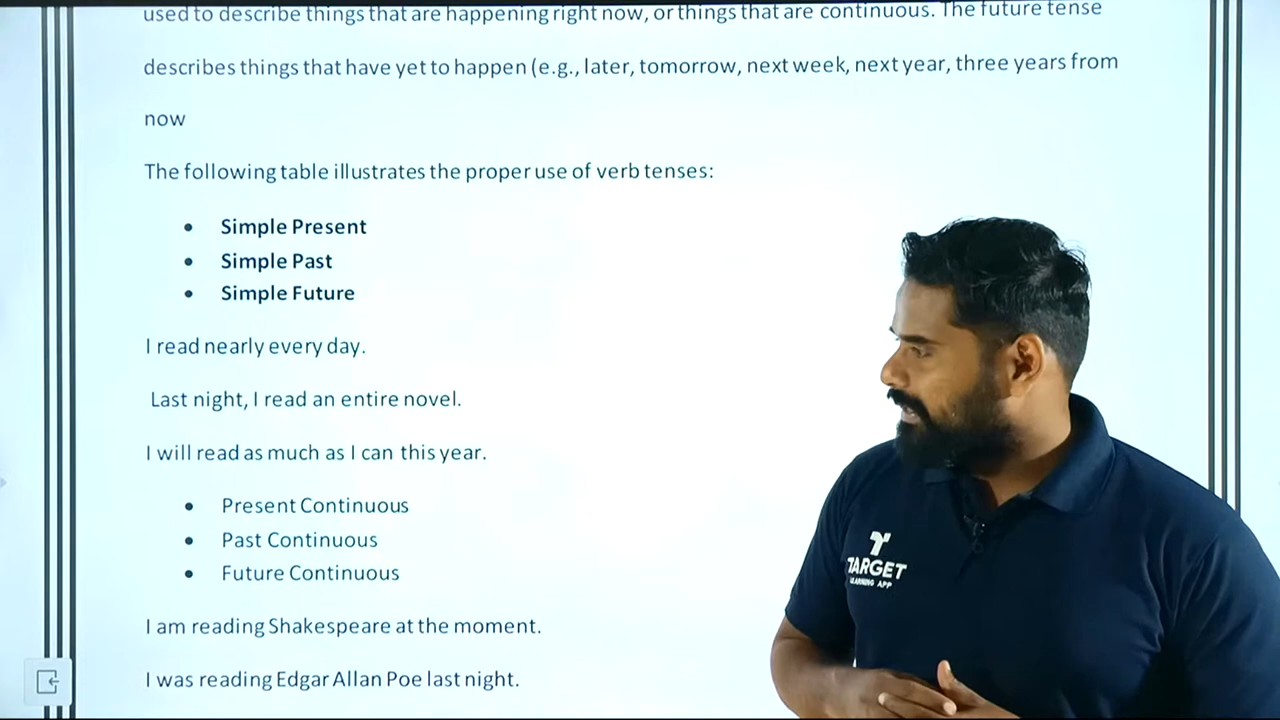 used to describe things that are happening right now, or things that are continuous. The future tense
describes things that have yet to happen (e.g., later, tomorrow, next week, next year, three years from
now
The following table illustrates the proper use of verb tenses:
• Simple Present
• Simple Past
• Simple Future
I read nearly every day.
Last night, I read an entire novel.
I will read as much as I can this year.
• Present Continuous
• Past Continuous
• Future Continuous
I am reading Shakespeare at the moment.
I was reading Edgar Allan Poe last night.
TARGET
LEARNING APP